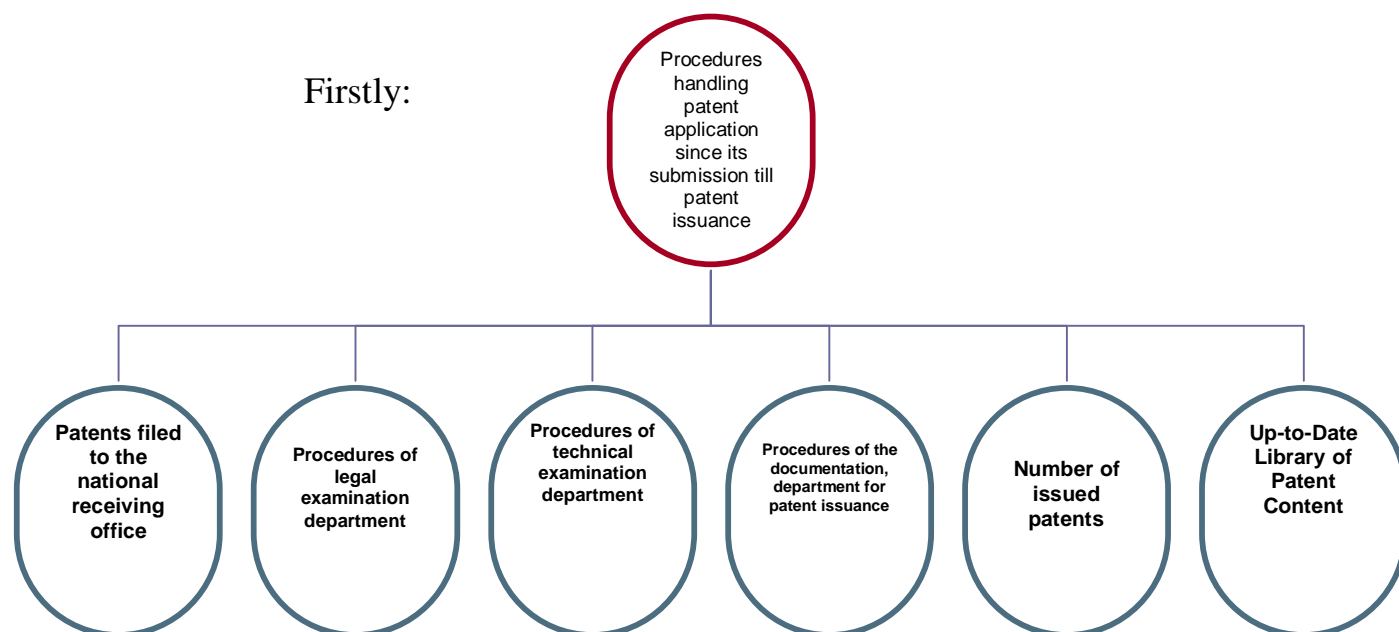 Firstly:
Procedures
handling
patent
application
since its
submission till
patent
issuance
Patents filed
to the
national
receiving
office
Procedures of
legal
examination
department
Procedures of
technical
examination
department
Procedures of the
documentation,
department for
patent issuance
Number of
issued
patents
Up-to-Date
Library of
Patent
Content